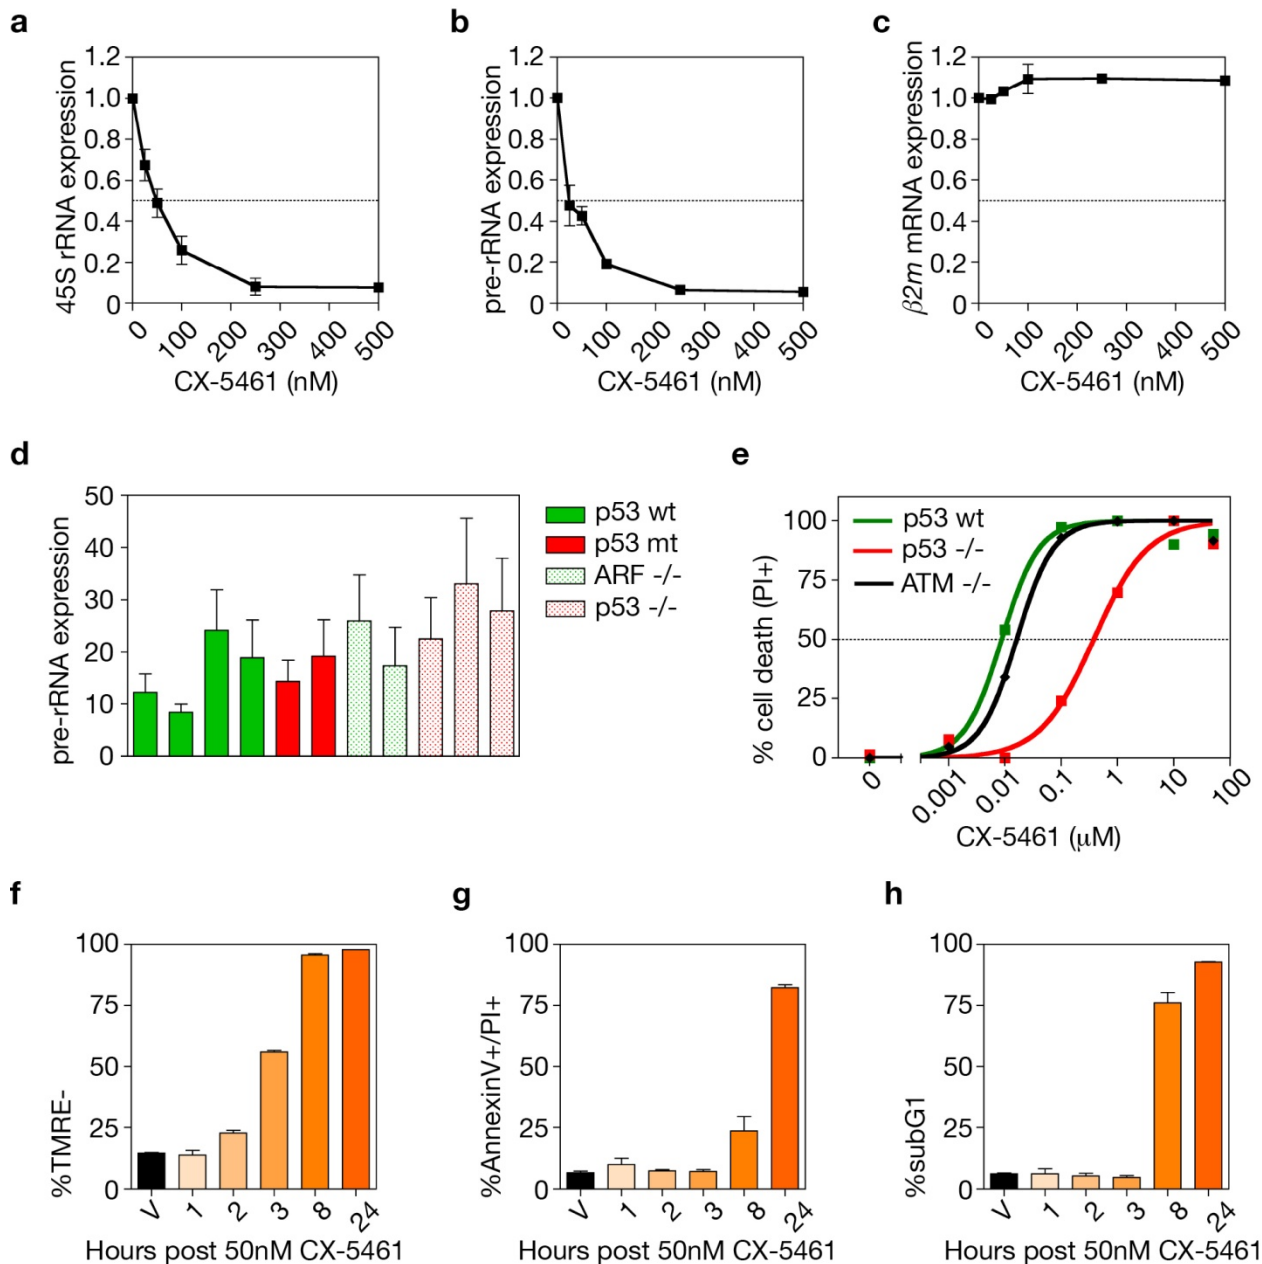 a
45S rRNA expression
1.2
1.0
0.8
0.6
0.4
0.2
0
0 100 200 300 400 500
CX-5461 (nM)
b
pre-rRNA expression
1.2
1.0
0.8
0.6
0.4
0.2
0
0 100 200 300 400 500
CX-5461 (nM)
c
β2m mRNA expression
1.2
1.0
0.8
0.6
0.4
0.2
0
0 100 200 300 400 500
CX-5461 (nM)
d
pre-rRNA expression
50
40
30
20
10
0
p53 wt
p53 mt
ARF -/-
p53 -/-
e
% cell death (PI+)
100
75
50
25
0
p53 wt
p53 -/-
ATM -/-
0 0.001 0.01 0.1 1 10 100
CX-5461 (μM)
f
%TMRE-
100
75
50
25
0
V 1 2 3 8 24
Hours post 50nM CX-5461
g
%AnnexinV+/PI+
100
75
50
25
0
V 1 2 3 8 24
Hours post 50nM CX-5461
h
%subG1
100
75
50
25
0
V 1 2 3 8 24
Hours post 50nM CX-5461